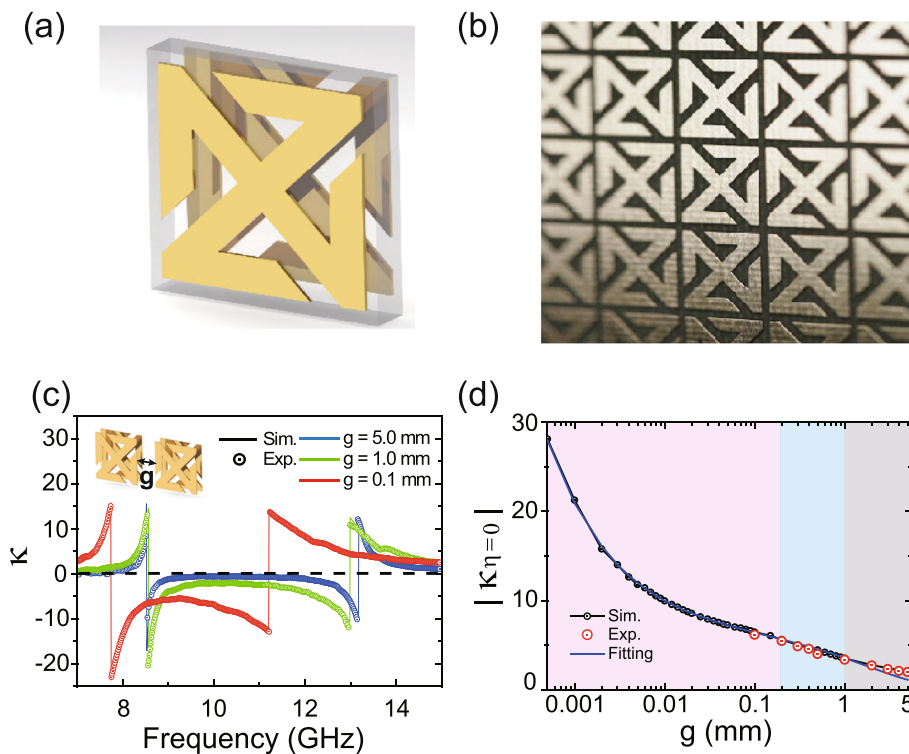 (a)
(b)
(c)
30
20
10
0
-10
-20
κ
g
Sim.
Exp.
g = 5.0 mm
g = 1.0 mm
g = 0.1 mm
8 10 12 14
Frequency (GHz)
(d)
30
20
10
0
| κη=0 |
Sim.
Exp.
Fitting
0.001 0.01 0.1 1 5
g (mm)